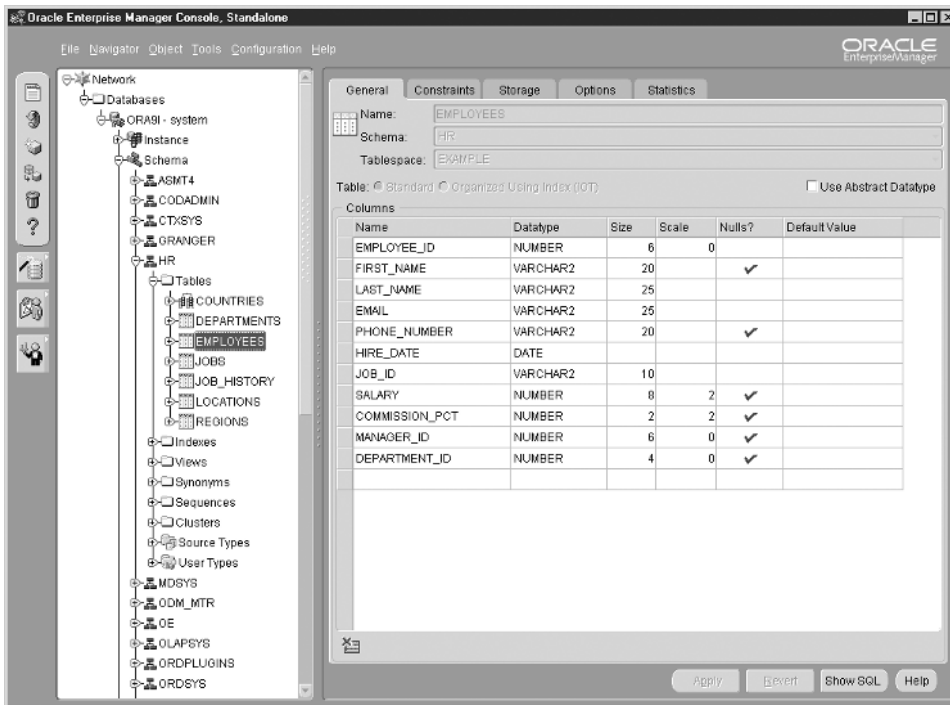 Oracle Enterprise Manager Console, Standalone
File Navigator Object Tools Configuration Help
ORACLE
EnterpriseManager
Network
Databases
ORA9I - system
Instance
Schema
ASMT4
CODADMIN
CTXSYS
GRANGER
HR
Tables
COUNTRIES
DEPARTMENTS
EMPLOYEES
JOBS
JOB_HISTORY
LOCATIONS
REGIONS
Indexes
Views
Synonyms
Sequences
Clusters
Source Types
User Types
MDSYS
ODM_MTR
OE
OLAPSYS
ORDPLUGINS
ORDSYS
General Constraints Storage Options Statistics
Name: EMPLOYEES
Schema: HR
Tablespace: EXAMPLE
Table: Standard Organized Using Index (IOT) Use Abstract Datatype
Columns
Name Datatype Size Scale Nulls? Default Value
EMPLOYEE_ID NUMBER 6 0
FIRST_NAME VARCHAR2 20
LAST_NAME VARCHAR2 25
EMAIL VARCHAR2 25
PHONE_NUMBER VARCHAR2 20
HIRE_DATE DATE
JOB_ID VARCHAR2 10
SALARY NUMBER 8 2
COMMISSION_PCT NUMBER 2 2
MANAGER_ID NUMBER 6 0
DEPARTMENT_ID NUMBER 4 0
Apply Revert Show SQL Help